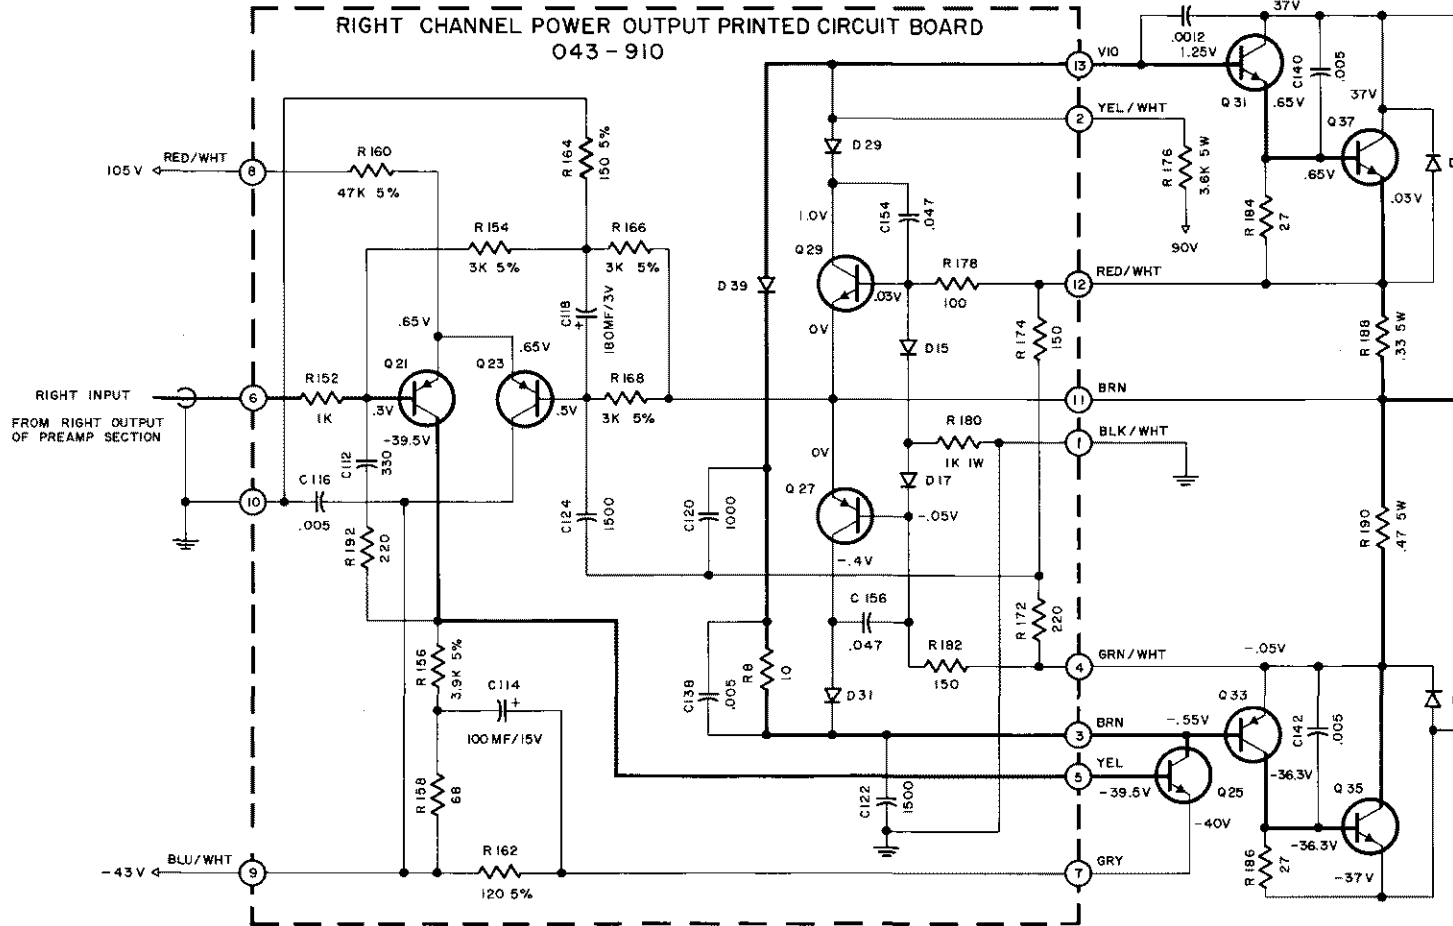 RIGHT CHANNEL POWER OUTPUT PRINTED CIRCUIT BOARD
043-910
37V
.0012
1.25V
13
VIO
Q31
.65V
C140
.005
37V
Q37
.65V
.03V
D
2
YEL/WHT
R176
3.6K 5W
90V
R184
27
105V
RED/WHT
8
R160
47K 5%
R164
150 5%
D29
1.0V
C154
.047
Q29
.03V
0V
R154
3K 5%
R166
3K 5%
D39
R178
100
12
RED/WHT
R174
150
R188
.33 5W
C118
+
180MF/3V
.65V
.65V
Q21
Q23
D15
RIGHT INPUT
FROM RIGHT OUTPUT
OF PREAMP SECTION
6
R152
1K
.3V
-39.5V
.5V
R168
3K 5%
11
BRN
1
BLK/WHT
R180
1K 1W
0V
D17
Q27
-.05V
-.4V
C112
330
10
C116
.005
R192
220
C124
1500
C120
1000
R190
.47 5W
C156
.047
R172
220
R182
150
4
GRN/WHT
-.05V
R156
3.9K 5%
C114
+
100MF/15V
C138
.005
R8
10
D31
Q33
C142
.005
3
BRN
-.55V
5
YEL
-39.5V
Q25
-36.3V
Q35
-40V
R158
68
C122
1500
-36.3V
R186
27
-37V
-43V
BLU/WHT
9
R162
120 5%
7
GRY